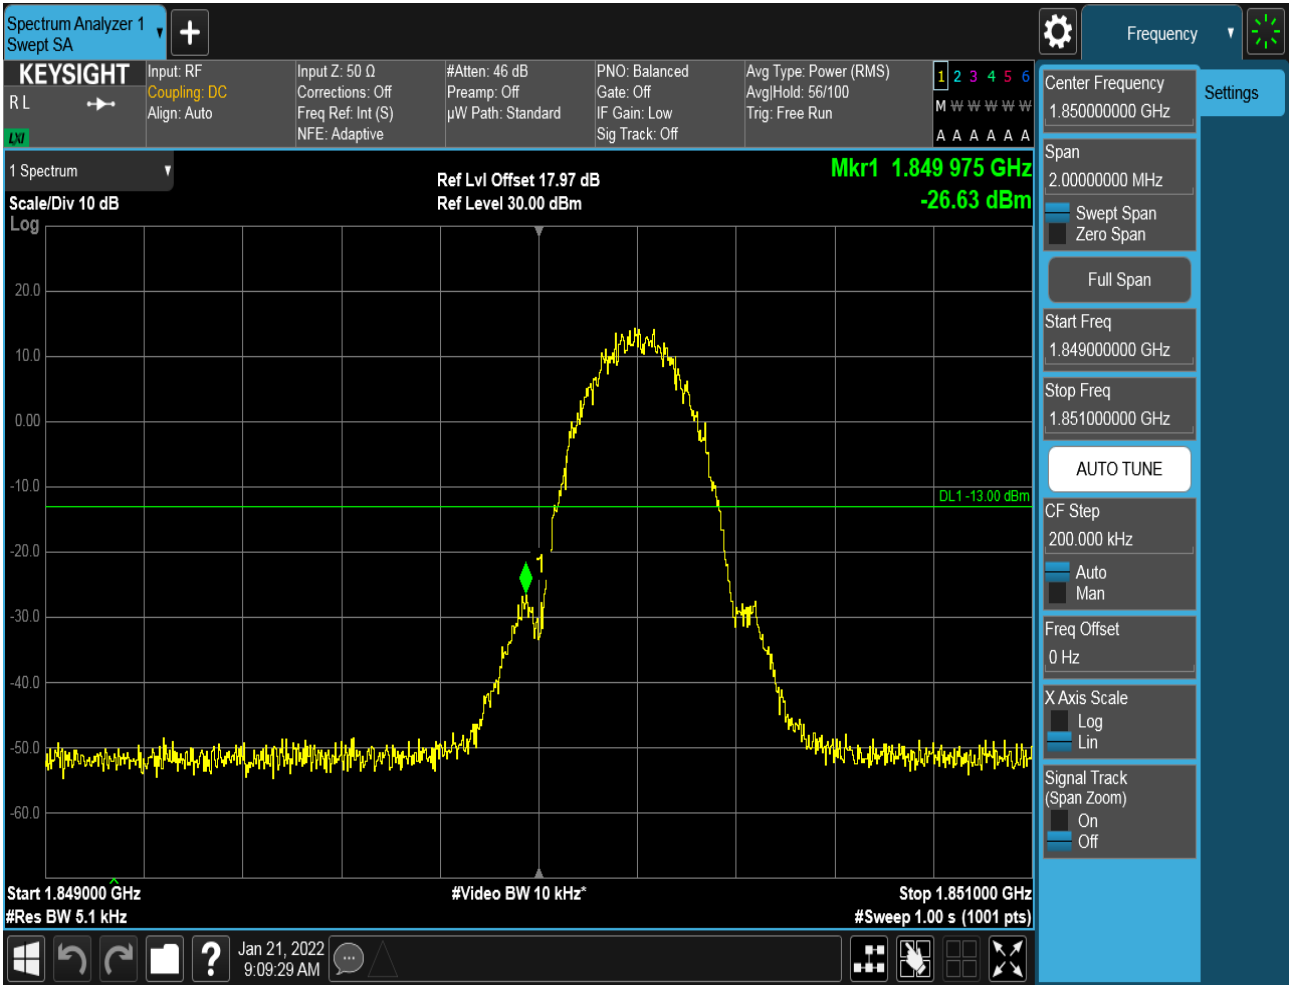 Spectrum Analyzer 1
Swept SA
Frequency
KEYSIGHT
R L
LXI
Input: RF
Coupling: DC
Align: Auto
Input Z: 50 Ω
Corrections: Off
Freq Ref: Int (S)
NFE: Adaptive
#Atten: 46 dB
Preamp: Off
µW Path: Standard
PNO: Balanced
Gate: Off
IF Gain: Low
Sig Track: Off
Avg Type: Power (RMS)
Avg|Hold: 56/100
Trig: Free Run
1 2 3 4 5 6
M W W W W W
A A A A A A
1 Spectrum
Scale/Div 10 dB
Log
Ref Lvl Offset 17.97 dB
Ref Level 30.00 dBm
Mkr1 1.849 975 GHz
-26.63 dBm
20.0
10.0
0.00
-10.0
-20.0
-30.0
-40.0
-50.0
-60.0
DL1 -13.00 dBm
1
Start 1.849000 GHz
#Res BW 5.1 kHz
#Video BW 10 kHz*
Stop 1.851000 GHz
#Sweep 1.00 s (1001 pts)
Center Frequency
1.850000000 GHz
Settings
Span
2.00000000 MHz
Swept Span
Zero Span
Full Span
Start Freq
1.849000000 GHz
Stop Freq
1.851000000 GHz
AUTO TUNE
CF Step
200.000 kHz
Auto
Man
Freq Offset
0 Hz
X Axis Scale
Log
Lin
Signal Track
(Span Zoom)
On
Off
?
Jan 21, 2022
9:09:29 AM